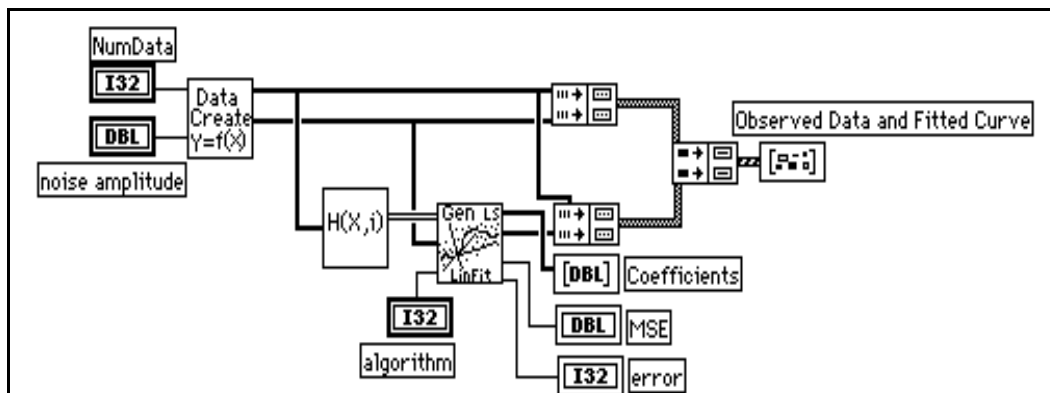 NumData
I32
Data
Create
Y=f(X)
DBL
noise amplitude
Observed Data and Fitted Curve
H(X,i)
Gen LS
LinFit
[DBL]
Coefficients
I32
algorithm
DBL
MSE
I32
error